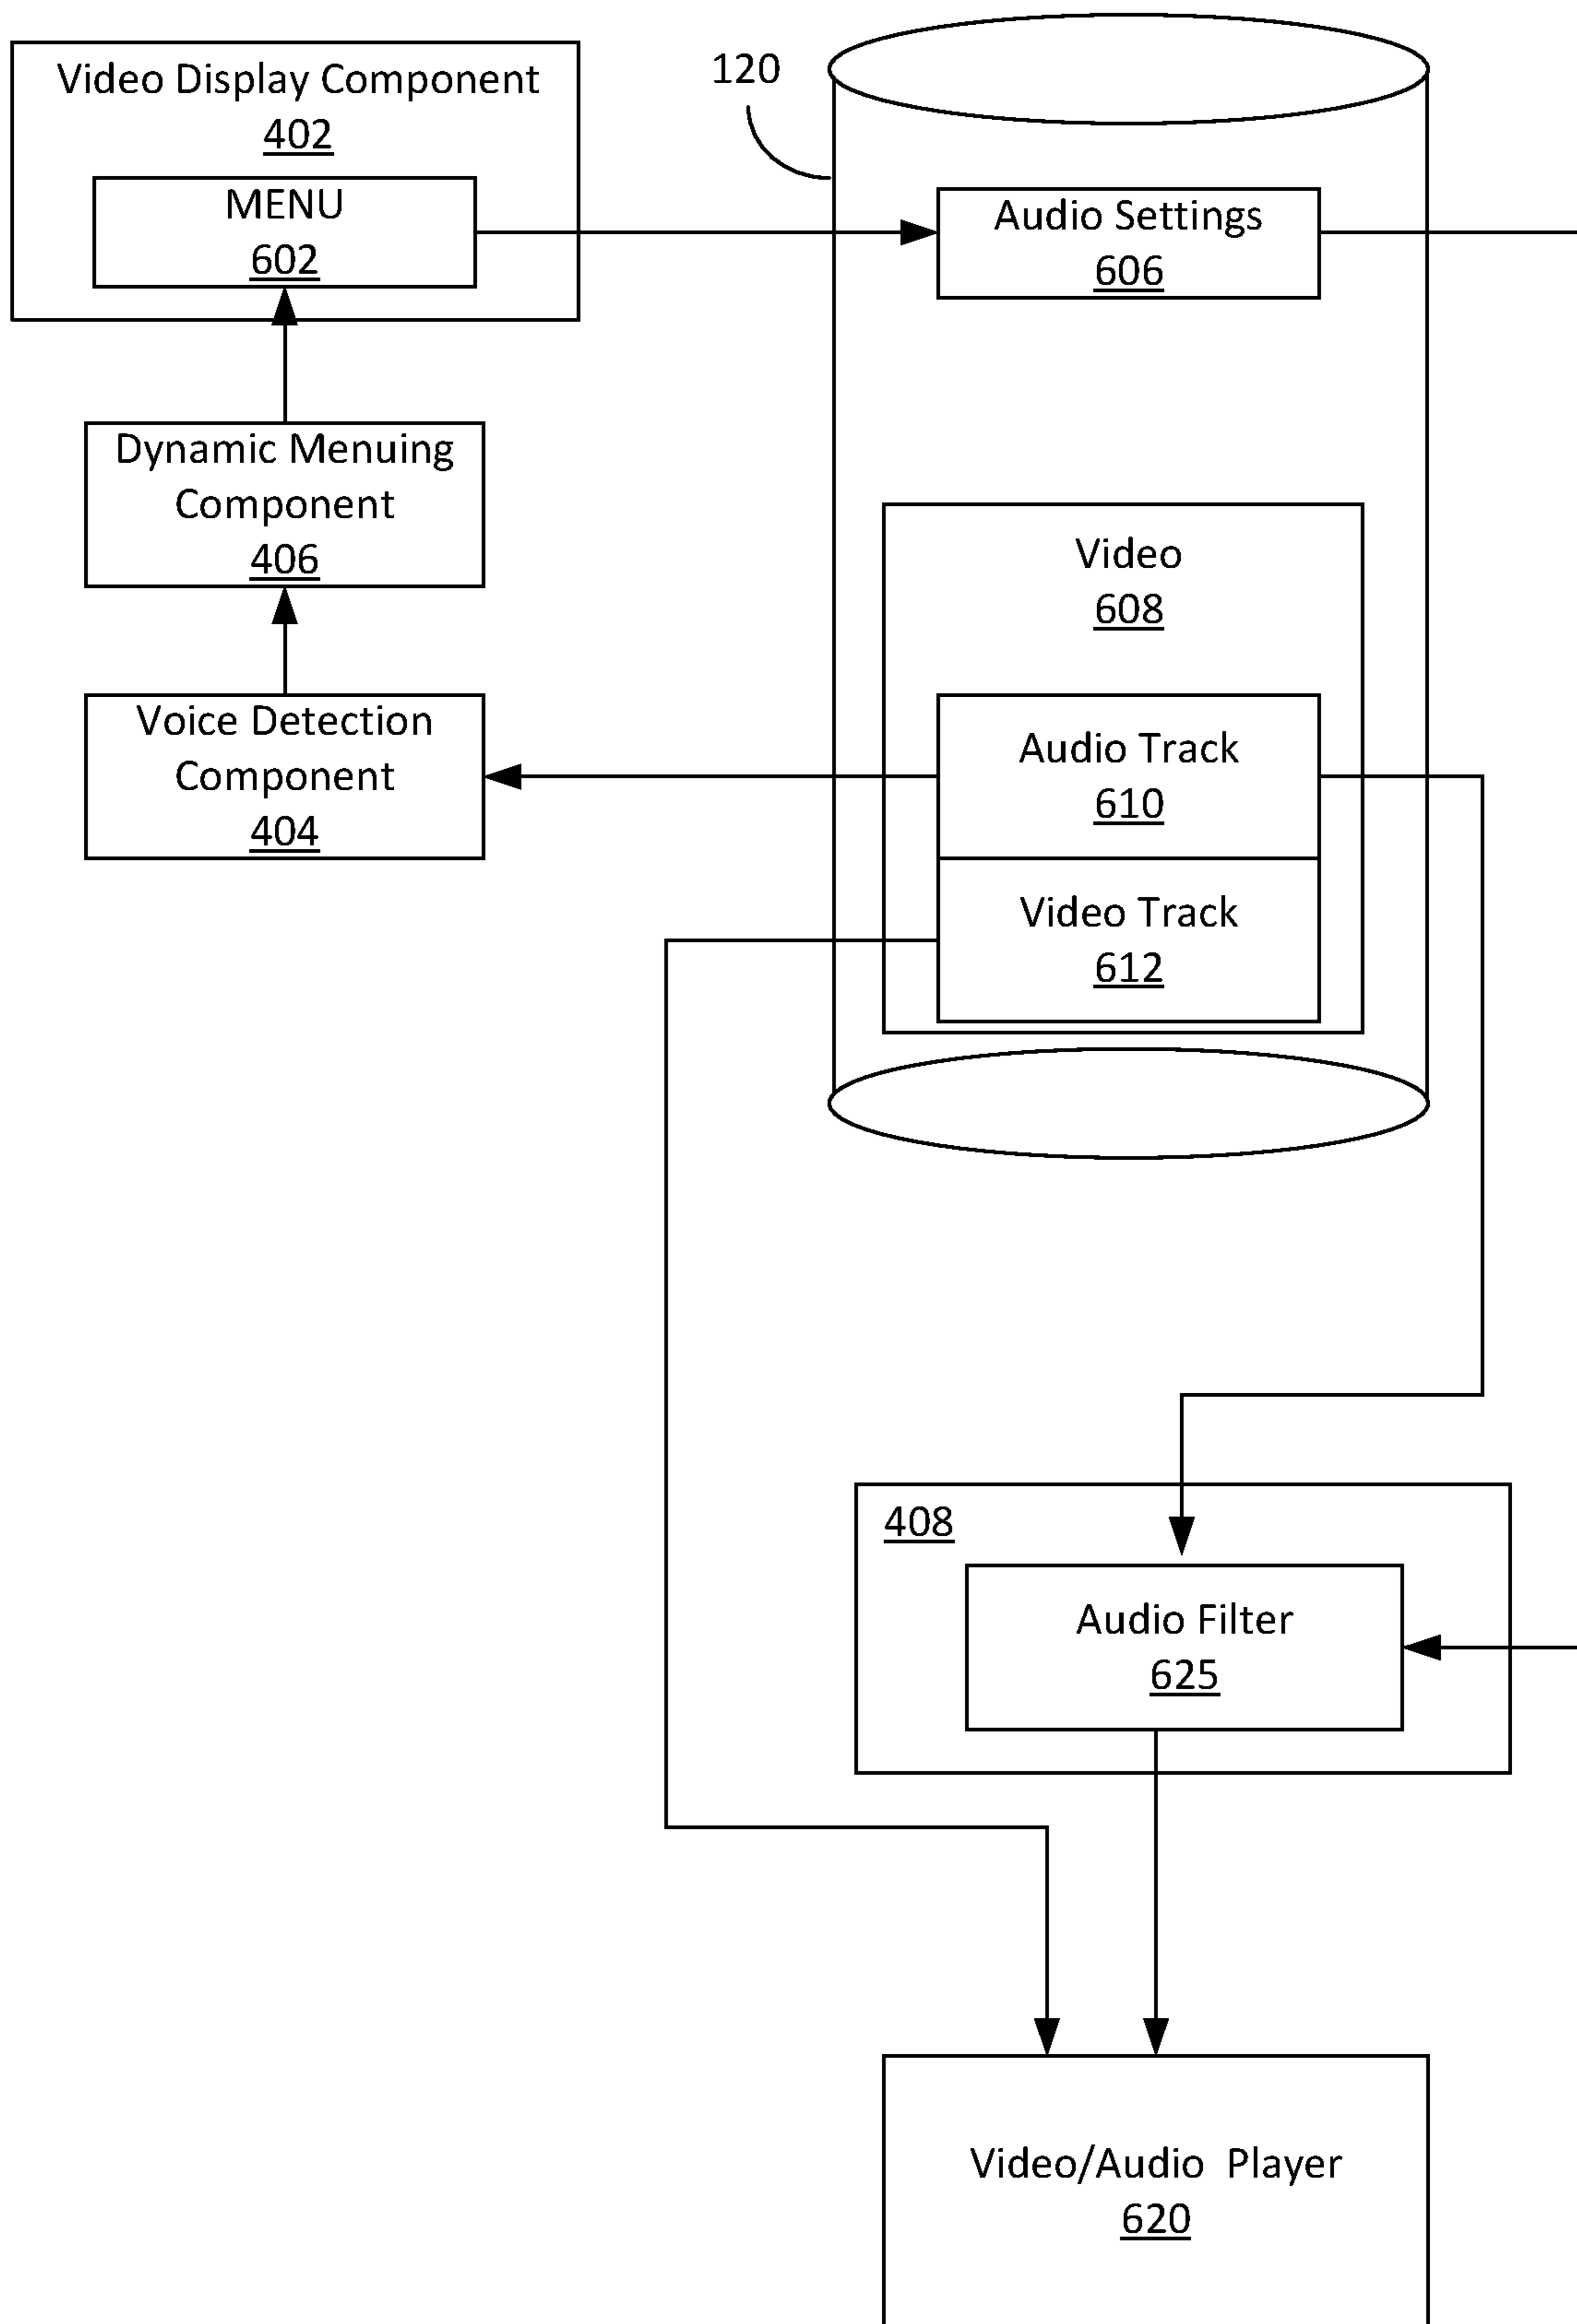 Video Display Component
402
MENU
602
120
Audio Settings
606
Dynamic Menuing
Component
406
Video
608
Voice Detection
Component
404
Audio Track
610
Video Track
612
408
Audio Filter
625
Video/Audio Player
620